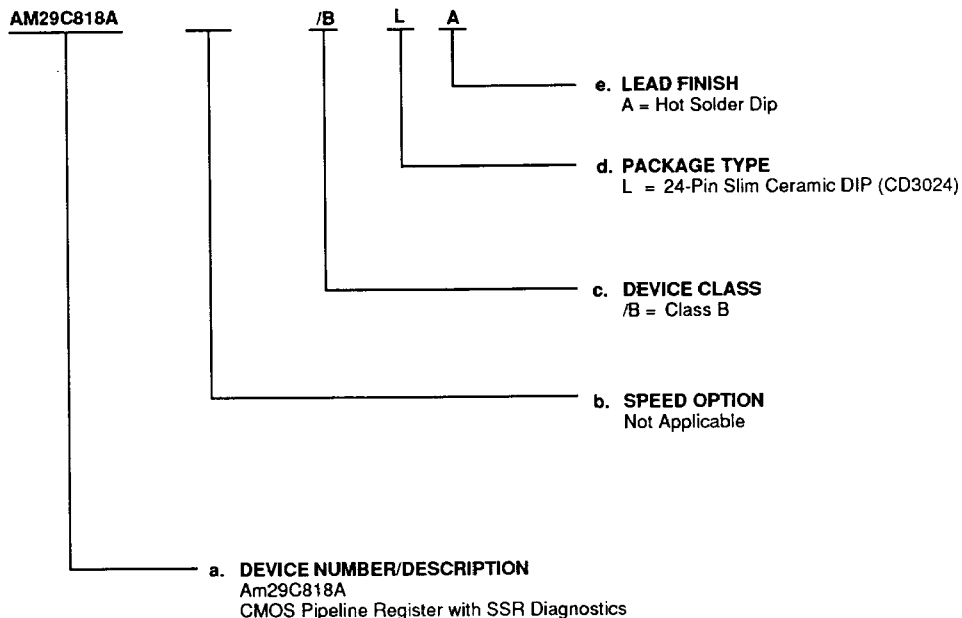 AM29C818A /B L A
e. LEAD FINISH
A = Hot Solder Dip
d. PACKAGE TYPE
L = 24-Pin Slim Ceramic DIP (CD3024)
c. DEVICE CLASS
/B = Class B
b. SPEED OPTION
Not Applicable
a. DEVICE NUMBER/DESCRIPTION
Am29C818A
CMOS Pipeline Register with SSR Diagnostics